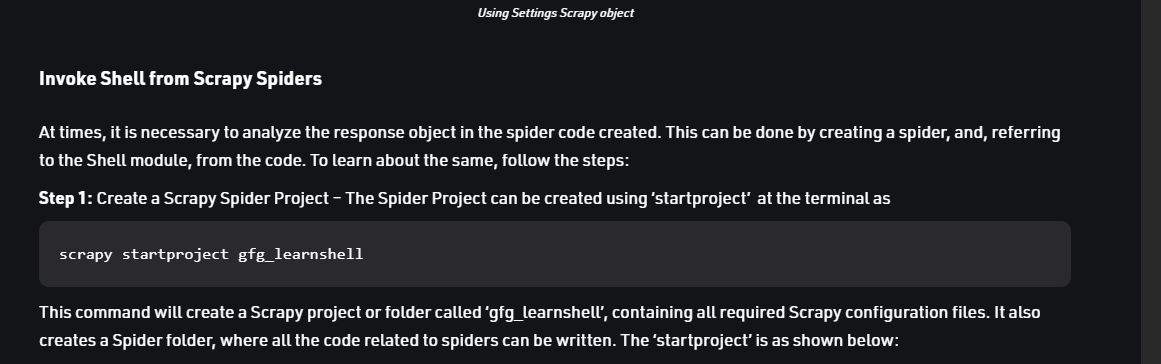 Using Settings Scrapy object
Invoke Shell from Scrapy Spiders
At times, it is necessary to analyze the response object in the spider code created. This can be done by creating a spider, and, referring
to the Shell module, from the code. To learn about the same, follow the steps:
Step 1: Create a Scrapy Spider Project – The Spider Project can be created using ‘startproject’  at the terminal as
scrapy startproject gfg_learnshell
This command will create a Scrapy project or folder called ‘gfg_learnshell’, containing all required Scrapy configuration files. It also
creates a Spider folder, where all the code related to spiders can be written. The ‘startproject’ is as shown below: